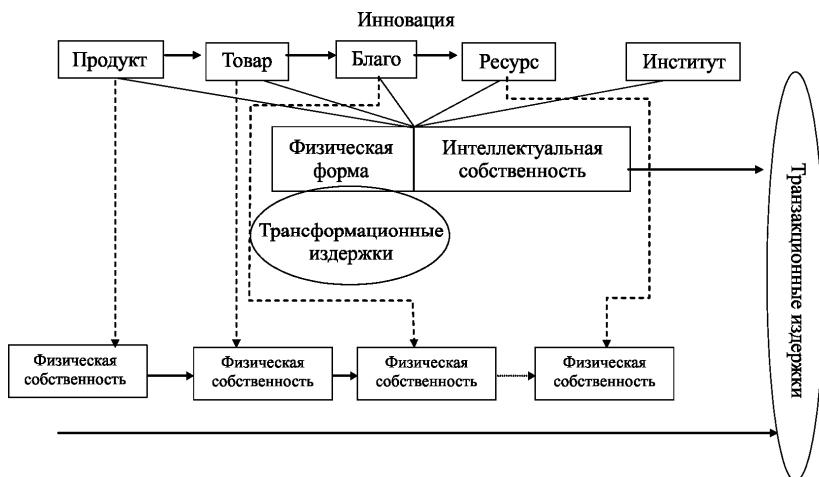 Инновация
Продукт
Товар
Благо
Ресурс
Институт
Физическая
форма
Интеллектуальная
собственность
Трансформационные
издержки
Транзакционные издержки
Физическая
собственность
Физическая
собственность
Физическая
собственность
Физическая
собственность